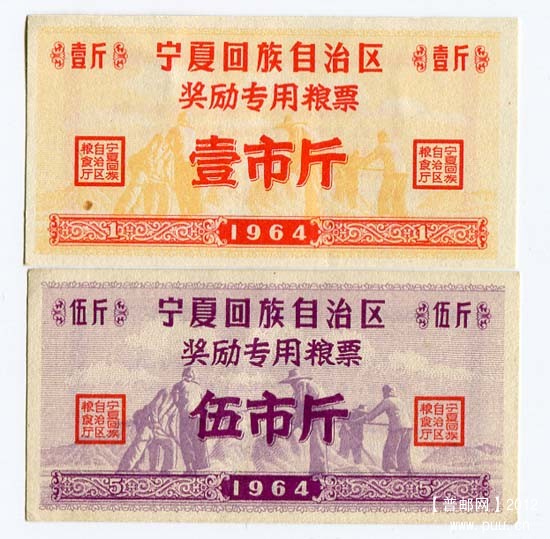 壹斤 宁夏回族自治区 壹斤
奖励专用粮票
壹市斤
宁夏回族
自治区
粮食厅
宁夏回族
自治区
粮食厅
1 1964 1
伍斤 宁夏回族自治区 伍斤
奖励专用粮票
伍市斤
宁夏回族
自治区
粮食厅
宁夏回族
自治区
粮食厅
5 1964 5
【普邮网】2012
www.puu.cn